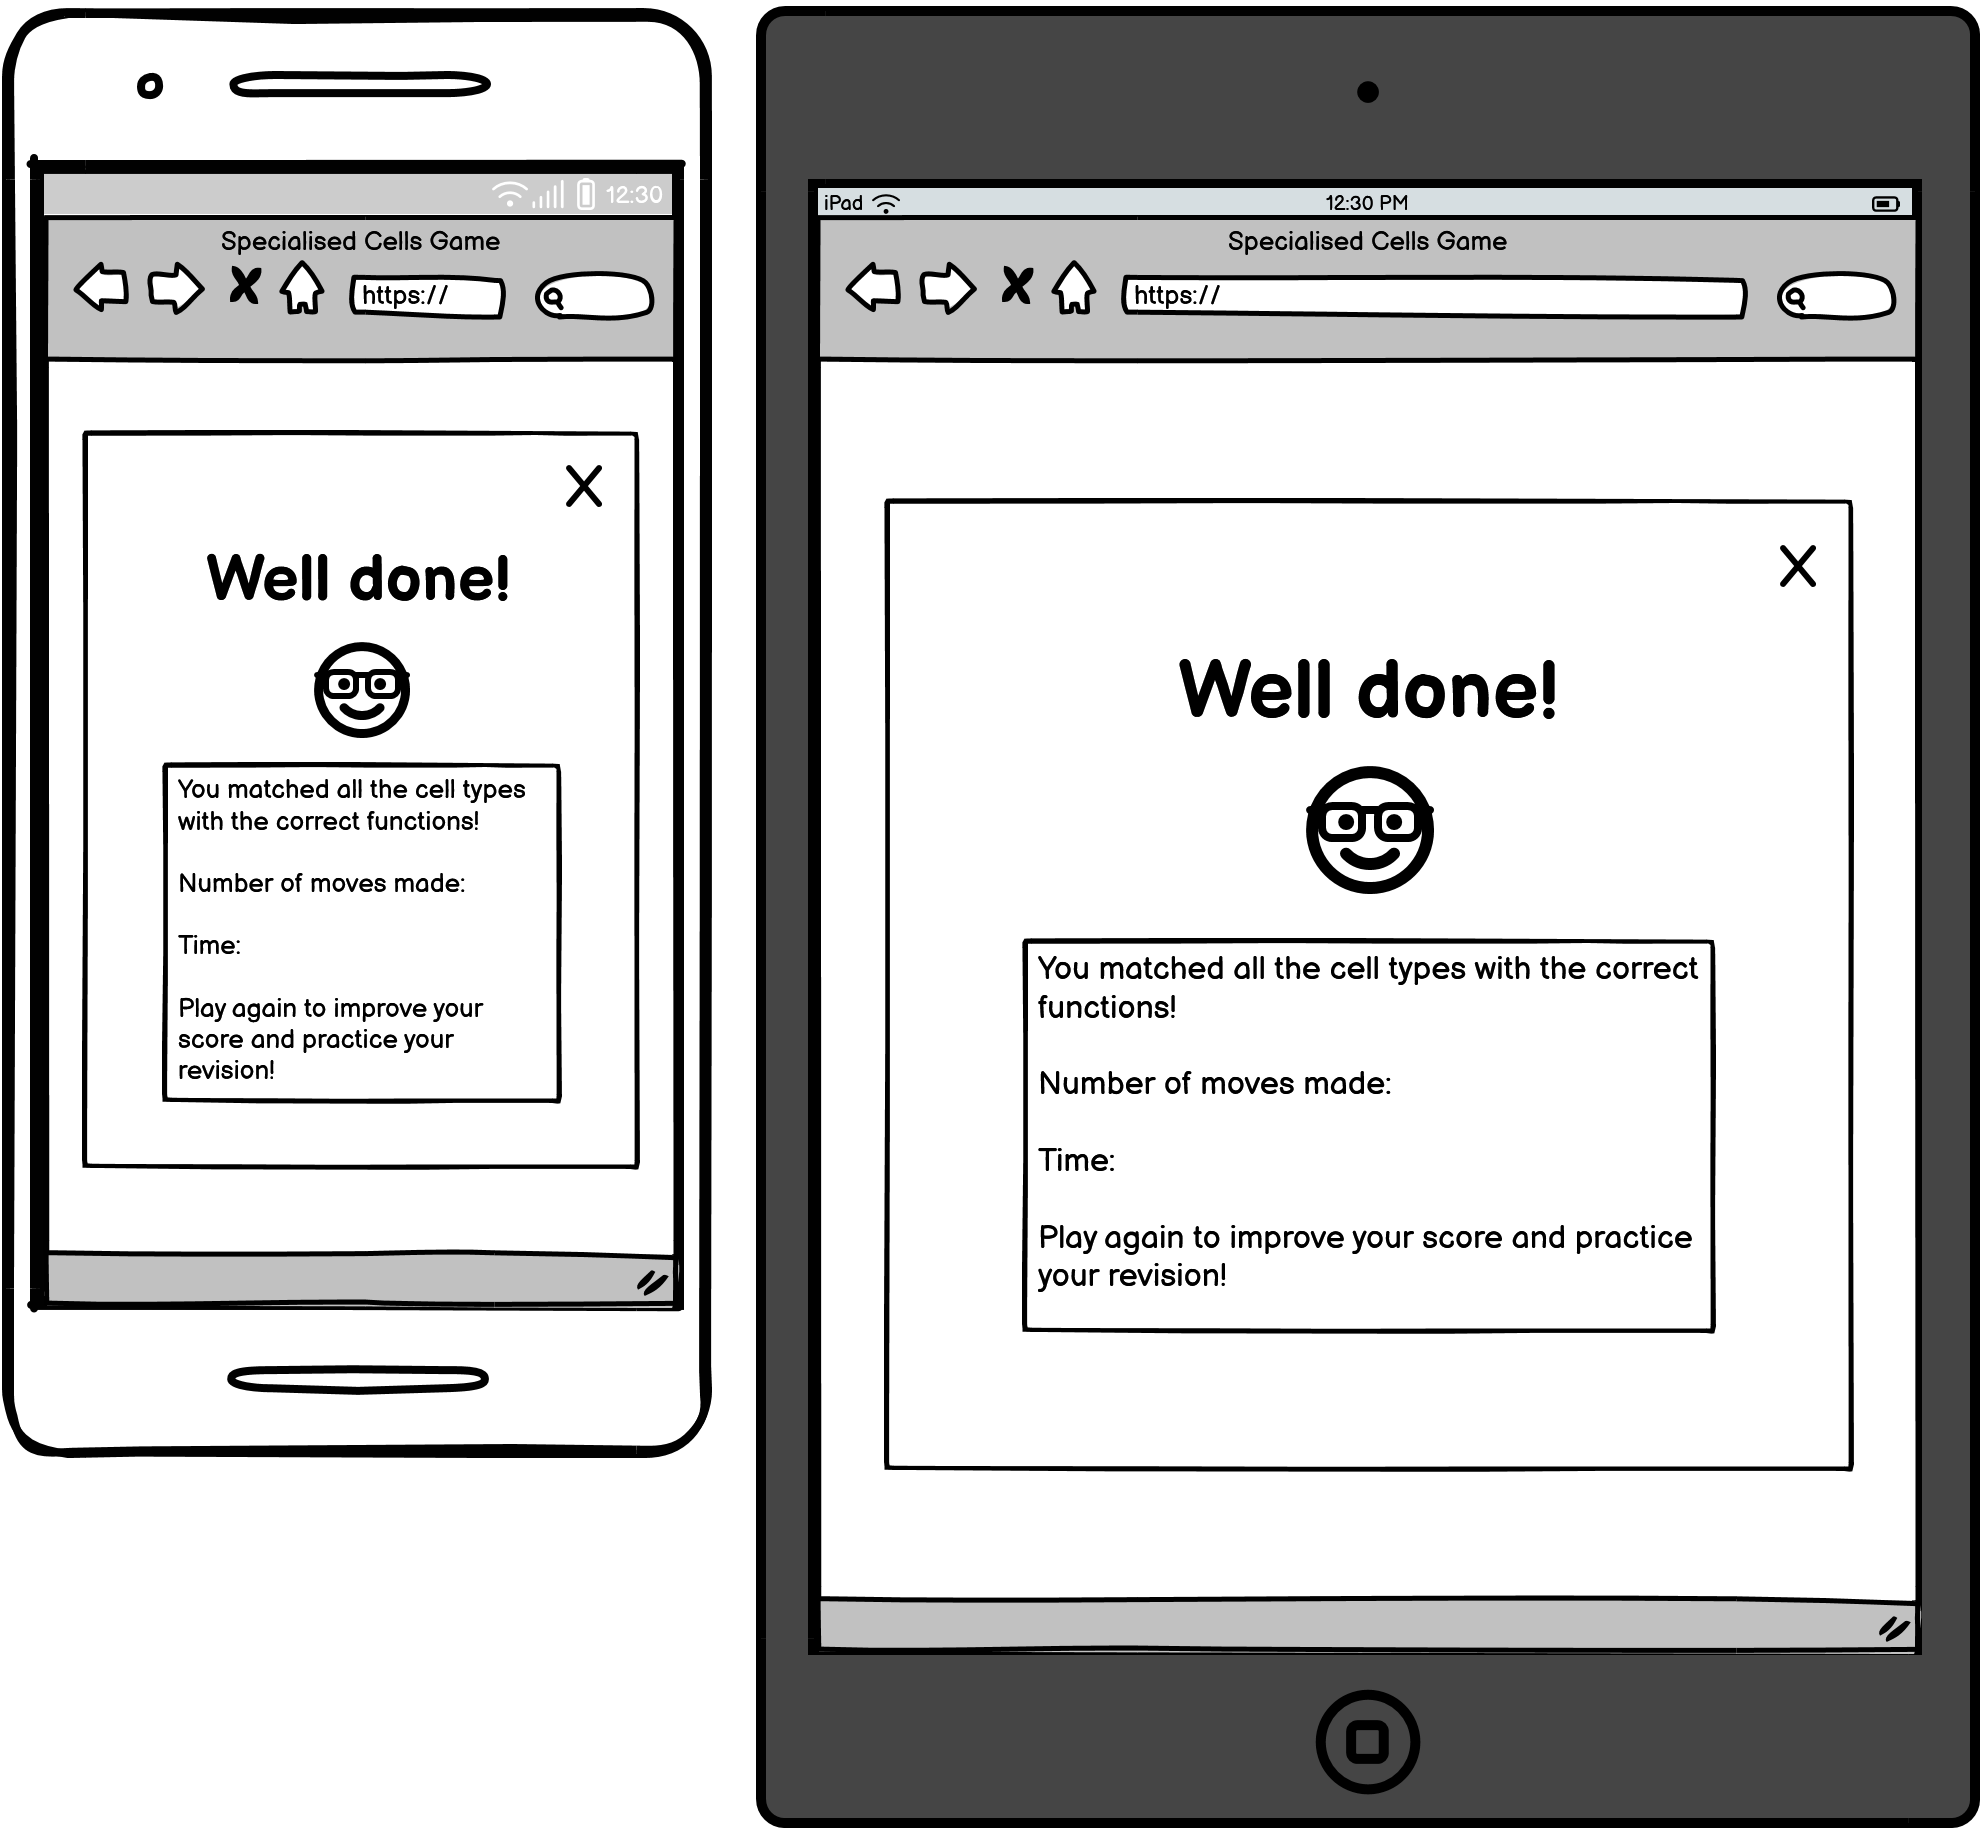 12:30
Specialised Cells Game
https://
Well done!
You matched all the cell types
with the correct functions!
Number of moves made:
Time:
Play again to improve your
score and practice your
revision!
iPad
12:30 PM
Specialised Cells Game
https://
Well done!
You matched all the cell types with the correct
functions!
Number of moves made:
Time:
Play again to improve your score and practice
your revision!